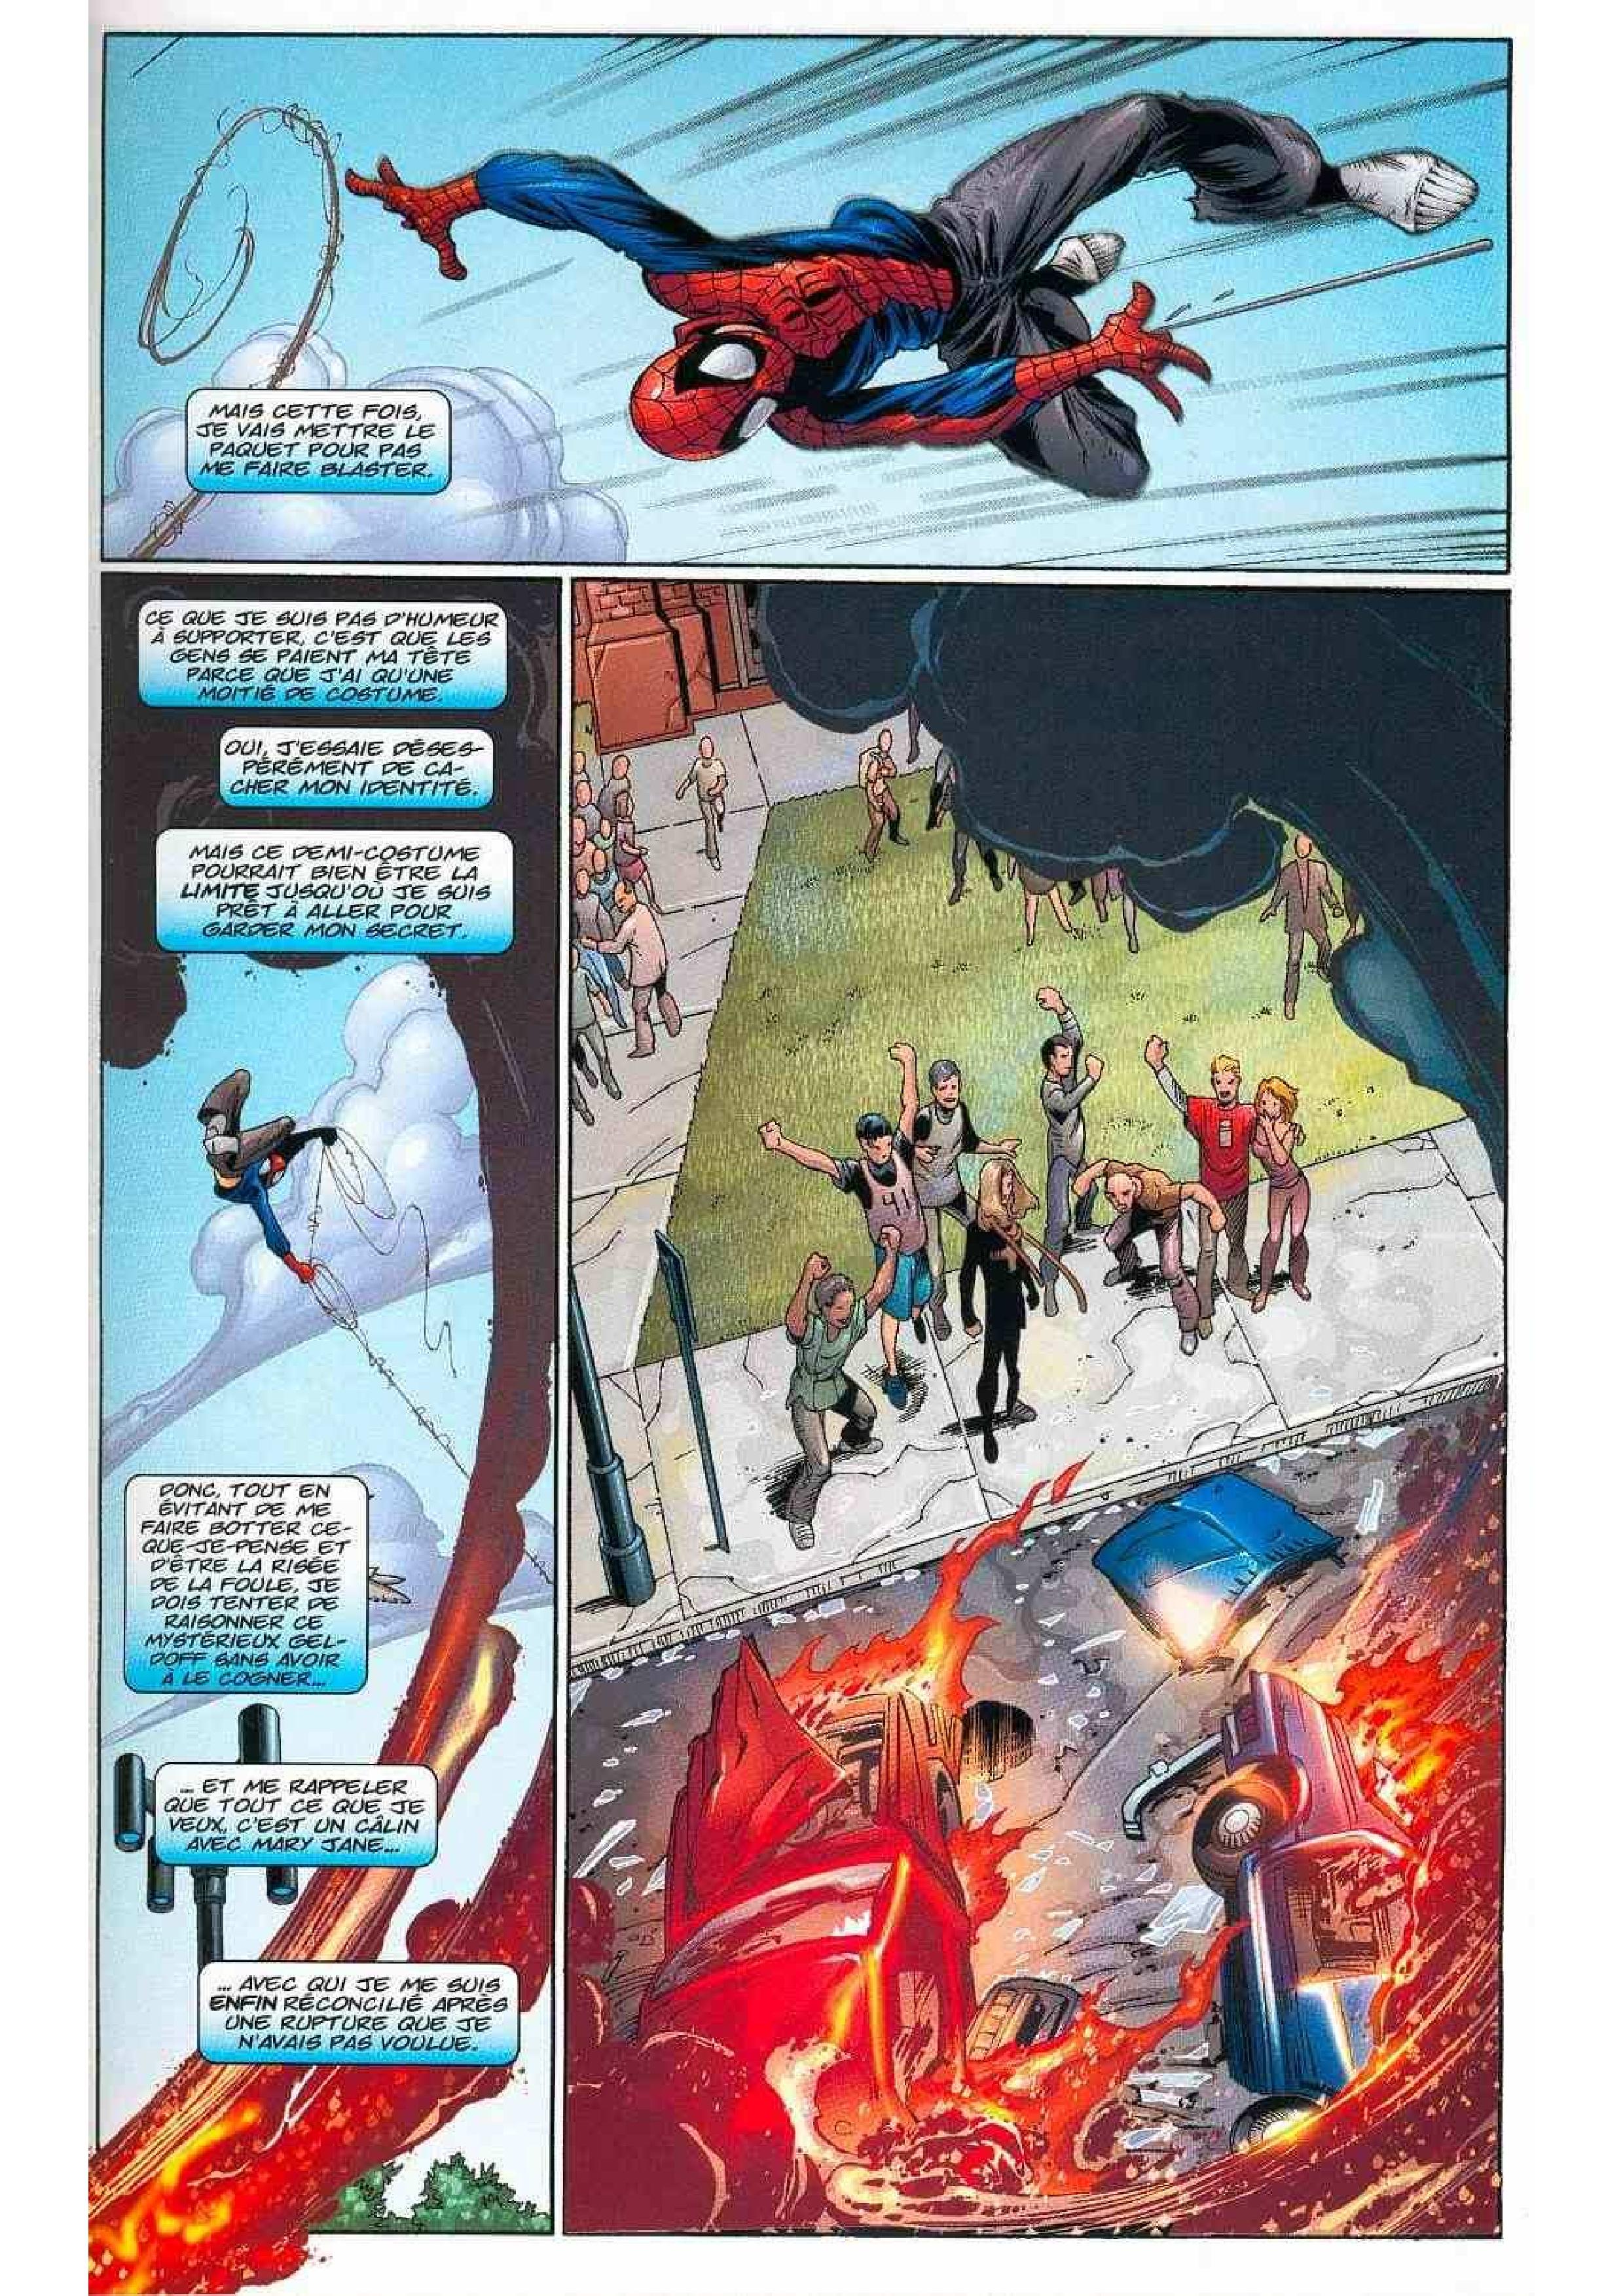 MAIS CETTE FOIS,
JE VAIS METTRE LE
PAQUET POUR PAS
ME FAIRE BLASTER.
CE QUE JE SUIS PAS D'HUMEUR
À SUPPORTER, C'EST QUE LES
GENS SE PAIENT MA TÊTE
PARCE QUE J'AI QU'UNE
MOITIÉ DE COSTUME.
OUI, J'ESSAIE DÉSES-
PÉRÉMENT DE CA-
CHER MON IDENTITÉ.
MAIS CE DEMI-COSTUME
POURRAIT BIEN ÊTRE LA
LIMITE JUSQU'OÙ JE SUIS
PRÊT À ALLER POUR
GARDER MON SECRET.
DONC, TOUT EN
ÉVITANT DE ME
FAIRE BOTTER CE-
QUE-JE-PENSE ET
D'ÊTRE LA RISÉE
DE LA FOULE, JE
DOIS TENTER DE
RAISONNER CE
MYSTÉRIEUX GEL-
DOFF SANS AVOIR
À LE COGNER...
... ET ME RAPPELER
QUE TOUT CE QUE JE
VEUX, C'EST UN CÂLIN
AVEC MARY JANE...
... AVEC QUI JE ME SUIS
ENFIN RÉCONCILIÉ APRÈS
UNE RUPTURE QUE JE
N'AVAIS PAS VOULUE.
41